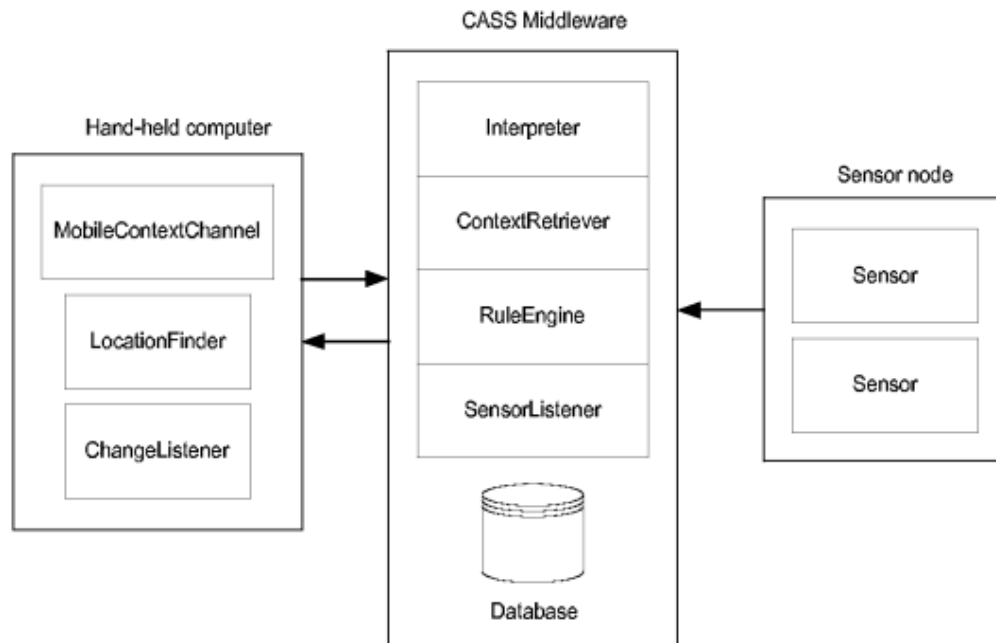 CASS Middleware
Hand-held computer
MobileContextChannel
LocationFinder
ChangeListener
Interpreter
ContextRetriever
RuleEngine
SensorListener
Database
Sensor node
Sensor
Sensor